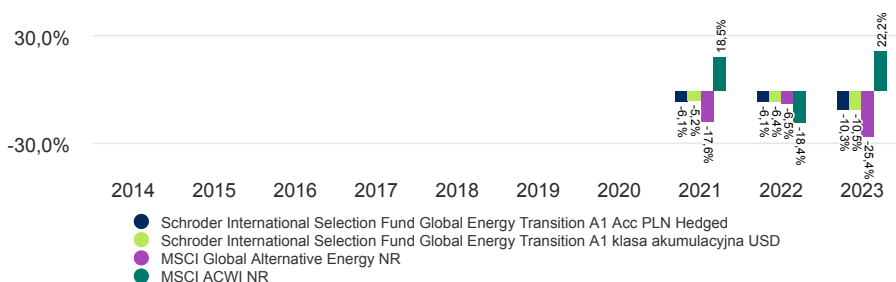 30,0%
18,5%
22,2%
-6,1%
-5,2%
-17,6%
-6,1%
-6,4%
-6,5%
-18,4%
-10,3%
-10,5%
-25,4%
-30,0%
2014 2015 2016 2017 2018 2019 2020 2021 2022 2023
Schroder International Selection Fund Global Energy Transition A1 Acc PLN Hedged
Schroder International Selection Fund Global Energy Transition A1 klasa akumulacyjna USD
MSCI Global Alternative Energy NR
MSCI ACWI NR